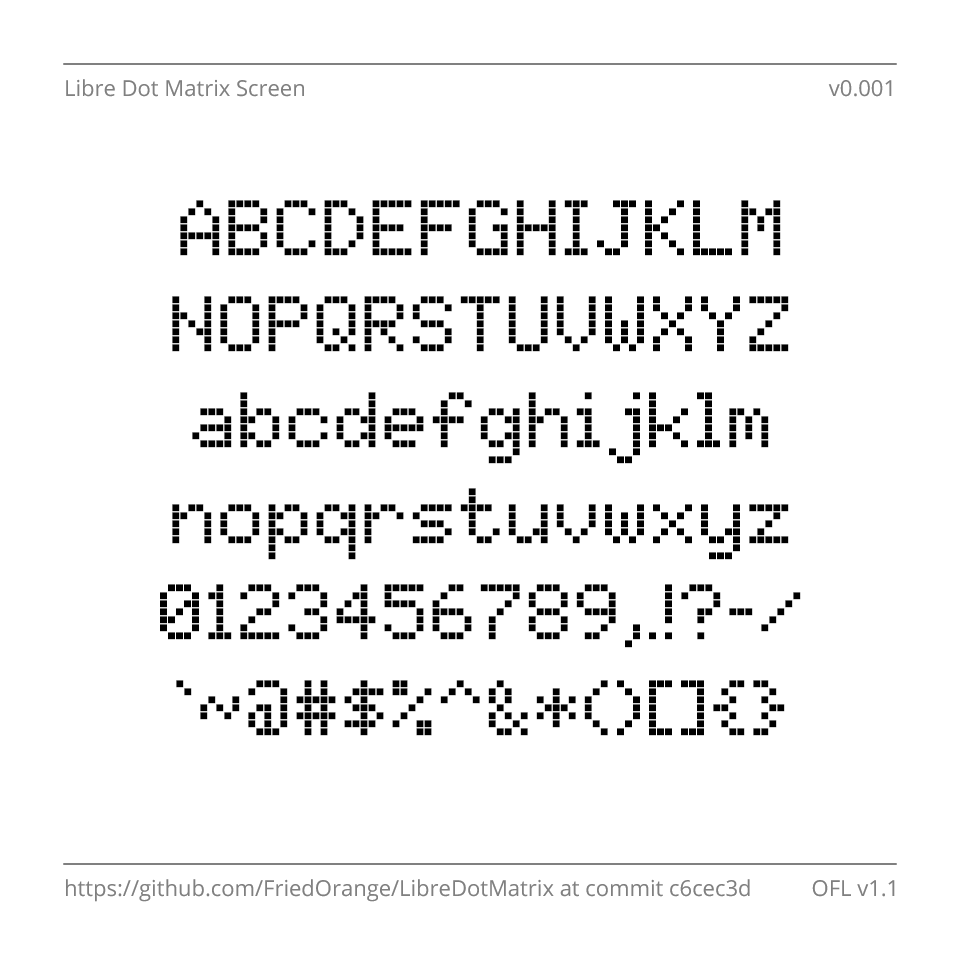 Libre Dot Matrix Screen v0.001
ABCDEFGHIJKLM
NOPQRSTUVWXYZ
abcdefghijklm
nopqrstuvwxyz
0123456789,.!?-/
`~@#$%^&*()[]{}
https://github.com/FriedOrange/LibreDotMatrix at commit c6cec3d OFL v1.1